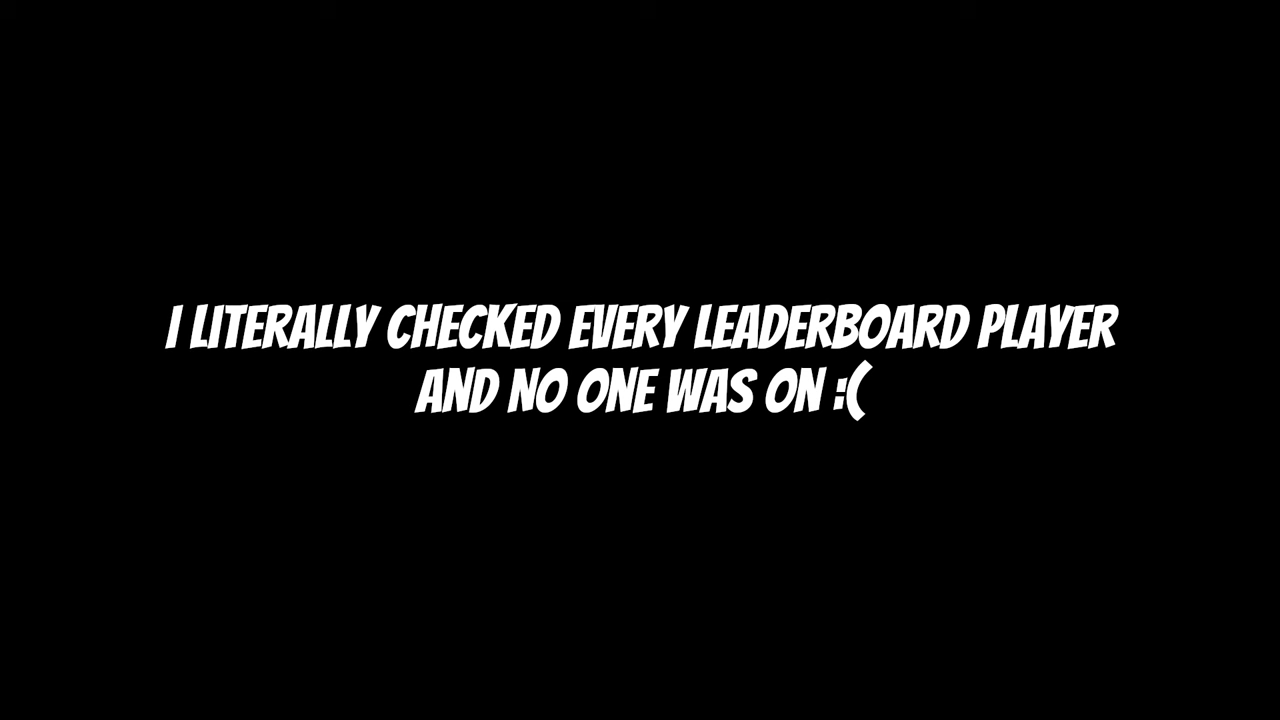 I LITERALLY CHECKED EVERY LEADERBOARD PLAYER
AND NO ONE WAS ON :(